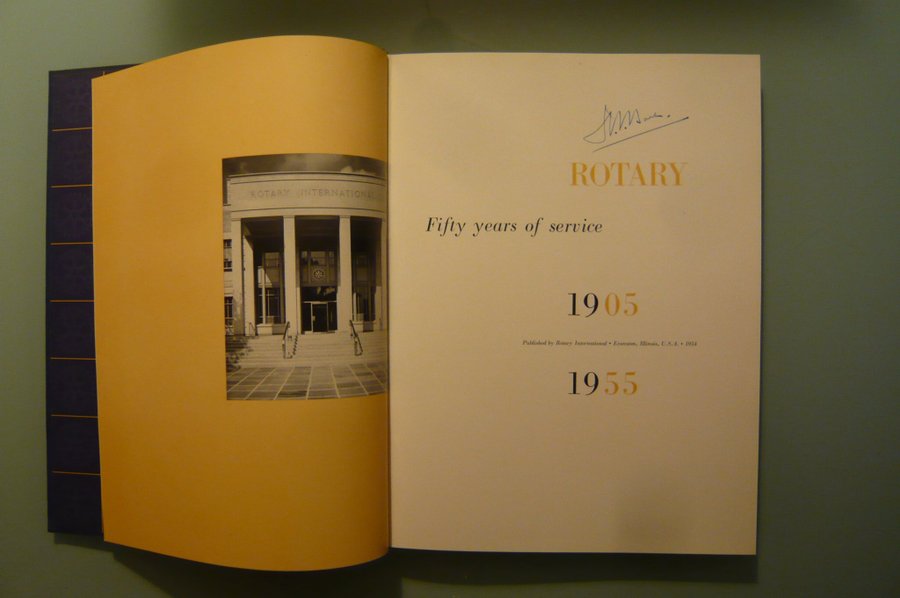 ROTARY INTERNATIONAL
ROTARY
Fifty years of service
1905
Published by Rotary International • Evanston, Illinois, U.S.A. • 1954
1955